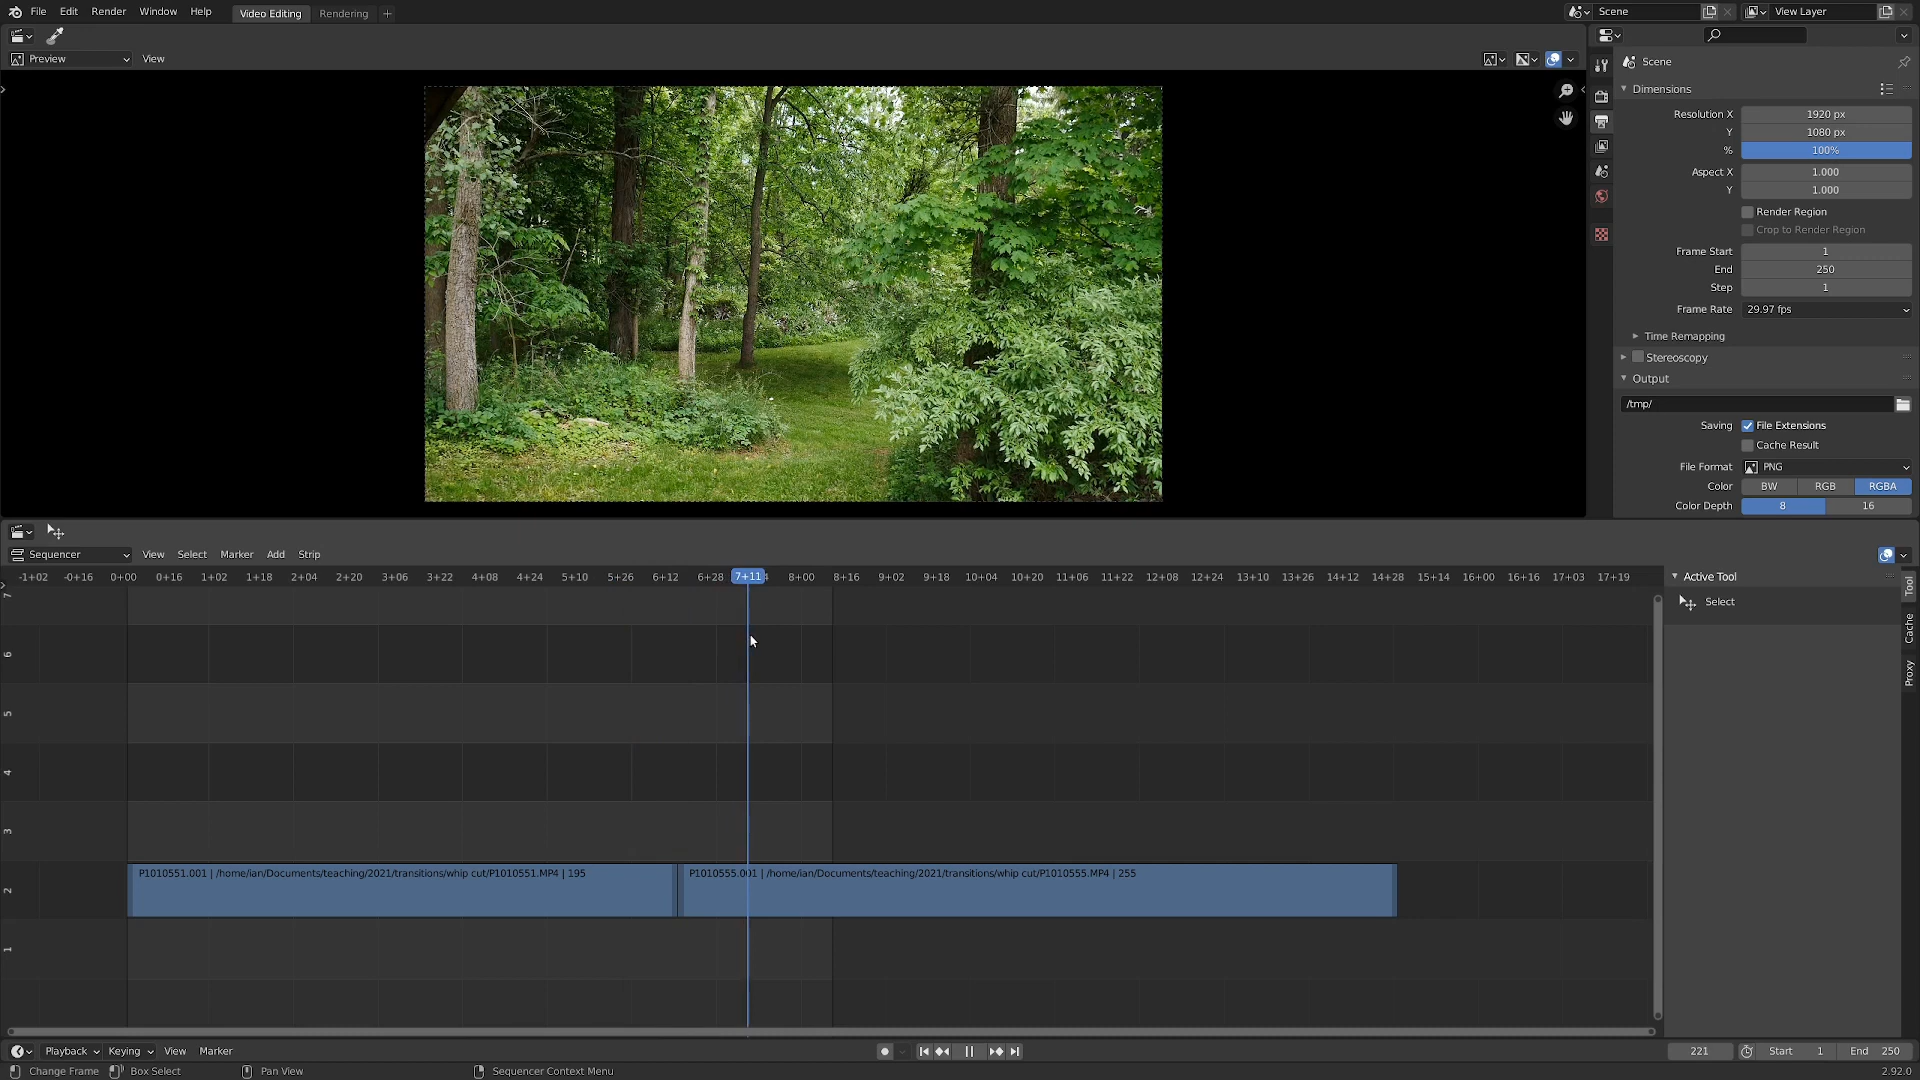 File Edit Render Window Help Video Editing Rendering + Scene View Layer
Preview View
Scene
Dimensions
Resolution X 1920 px
Y 1080 px
% 100%
Aspect X 1.000
Y 1.000
Render Region
Crop to Render Region
Frame Start 1
End 250
Step 1
Frame Rate 29.97 fps
Time Remapping
Stereoscopy
Output
/tmp/
Saving File Extensions
Cache Result
File Format PNG
Color BW RGB RGBA
Color Depth 8 16
Sequencer View Select Marker Add Strip
-1+02 -0+16 0+00 0+16 1+02 1+18 2+04 2+20 3+06 3+22 4+08 4+24 5+10 5+26 6+12 6+28 7+11 8+00 8+16 9+02 9+18 10+04 10+20 11+06 11+22 12+08 12+24 13+10 13+26 14+12 14+28 15+14 16+00 16+16 17+03 17+19
Active Tool
Select
Tool
Cache
Proxy
7
6
5
4
3
2
1
P1010551.001 | /home/ian/Documents/teaching/2021/transitions/whip cut/P1010551.MP4 | 195
P1010555.001 | /home/ian/Documents/teaching/2021/transitions/whip cut/P1010555.MP4 | 255
Playback Keying View Marker 221 Start 1 End 250
Change Frame Box Select Pan View Sequencer Context Menu 2.92.0